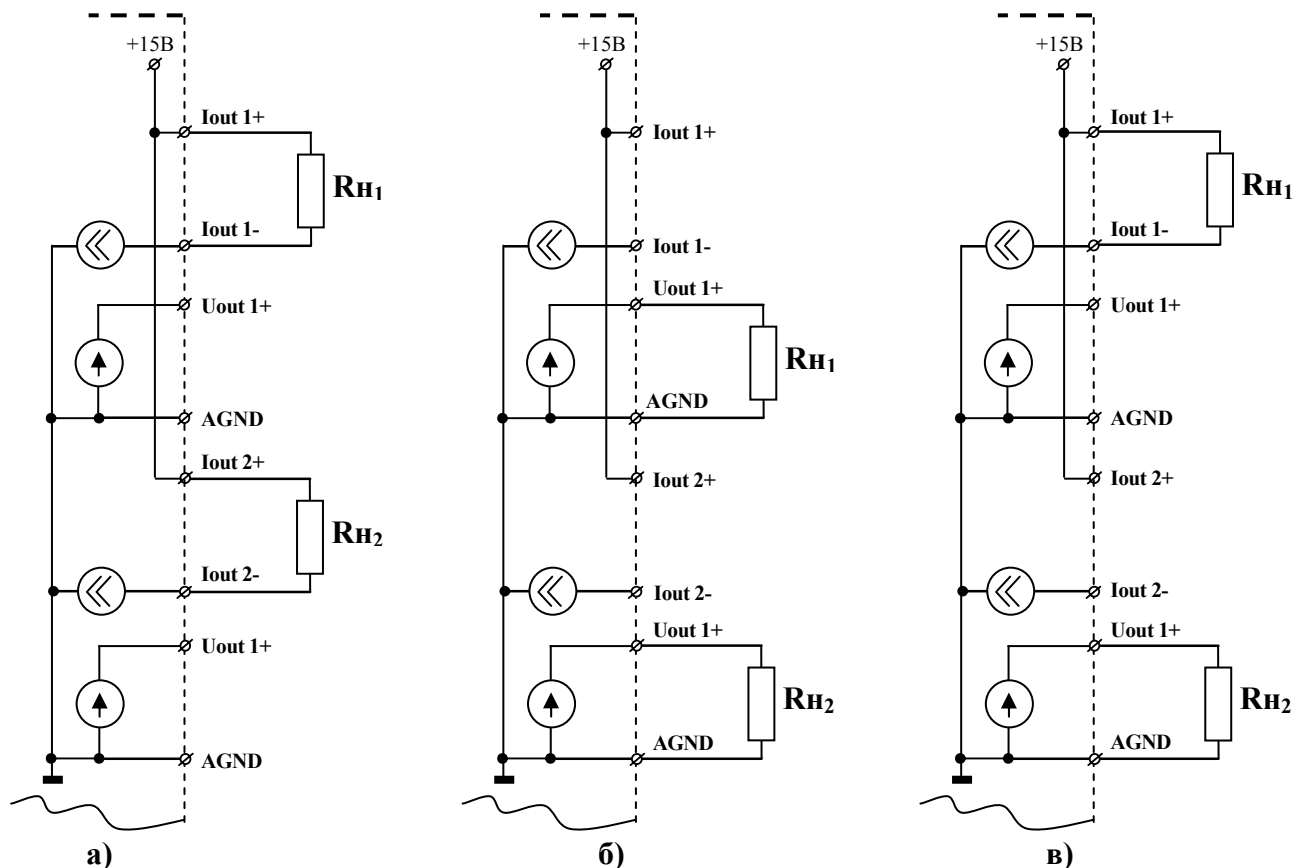 +15В
Iout 1+
Rн1
Iout 1-
Uout 1+
AGND
Iout 2+
Rн2
Iout 2-
Uout 1+
AGND
а)
+15В
Iout 1+
Iout 1-
Uout 1+
Rн1
AGND
Iout 2+
Iout 2-
Uout 1+
Rн2
AGND
б)
+15В
Iout 1+
Rн1
Iout 1-
Uout 1+
AGND
Iout 2+
Iout 2-
Uout 1+
Rн2
AGND
в)